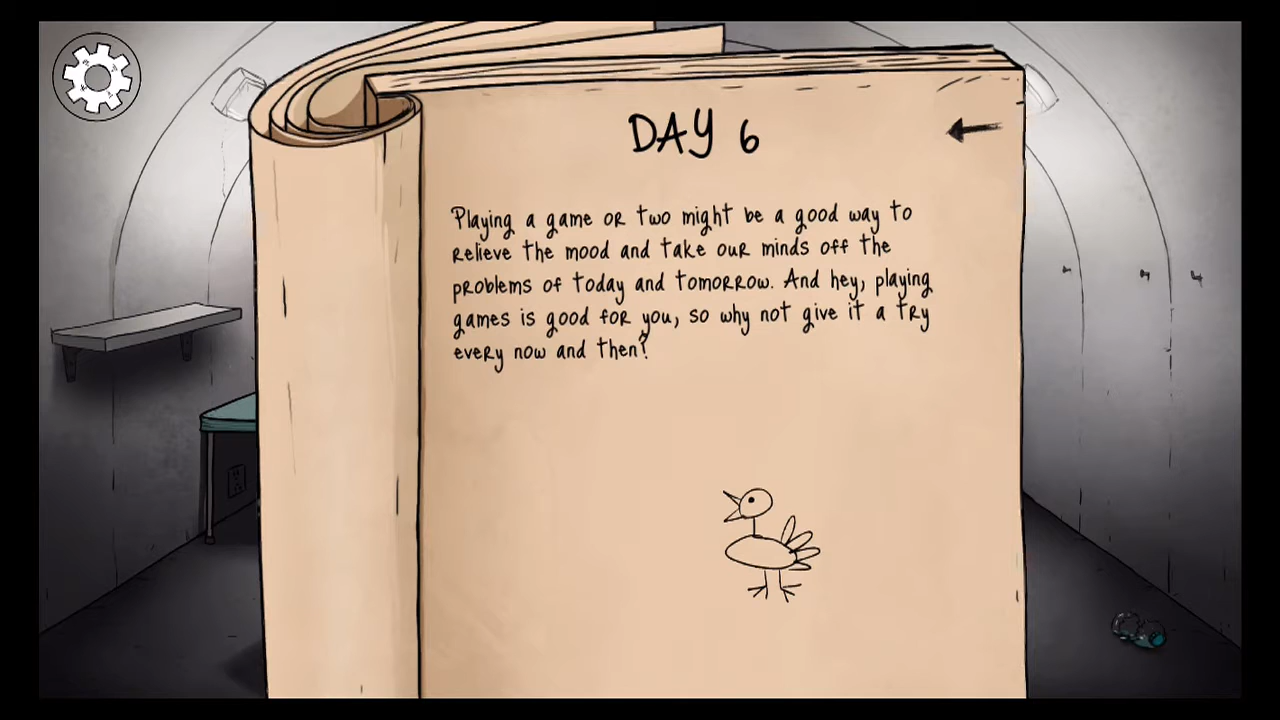 DAY 6
Playing a game or two might be a good way to
relieve the mood and take our minds off the
problems of today and tomorrow. And hey, playing
games is good for you, so why not give it a try
every now and then?